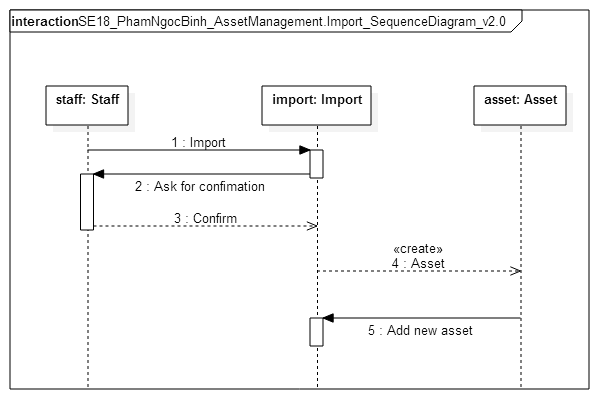 interactionSE18_PhamNgocBinh_AssetManagement.Import_SequenceDiagram_v2.0
staff: Staff
import: Import
asset: Asset
1 : Import
2 : Ask for confimation
3 : Confirm
«create»
4 : Asset
5 : Add new asset